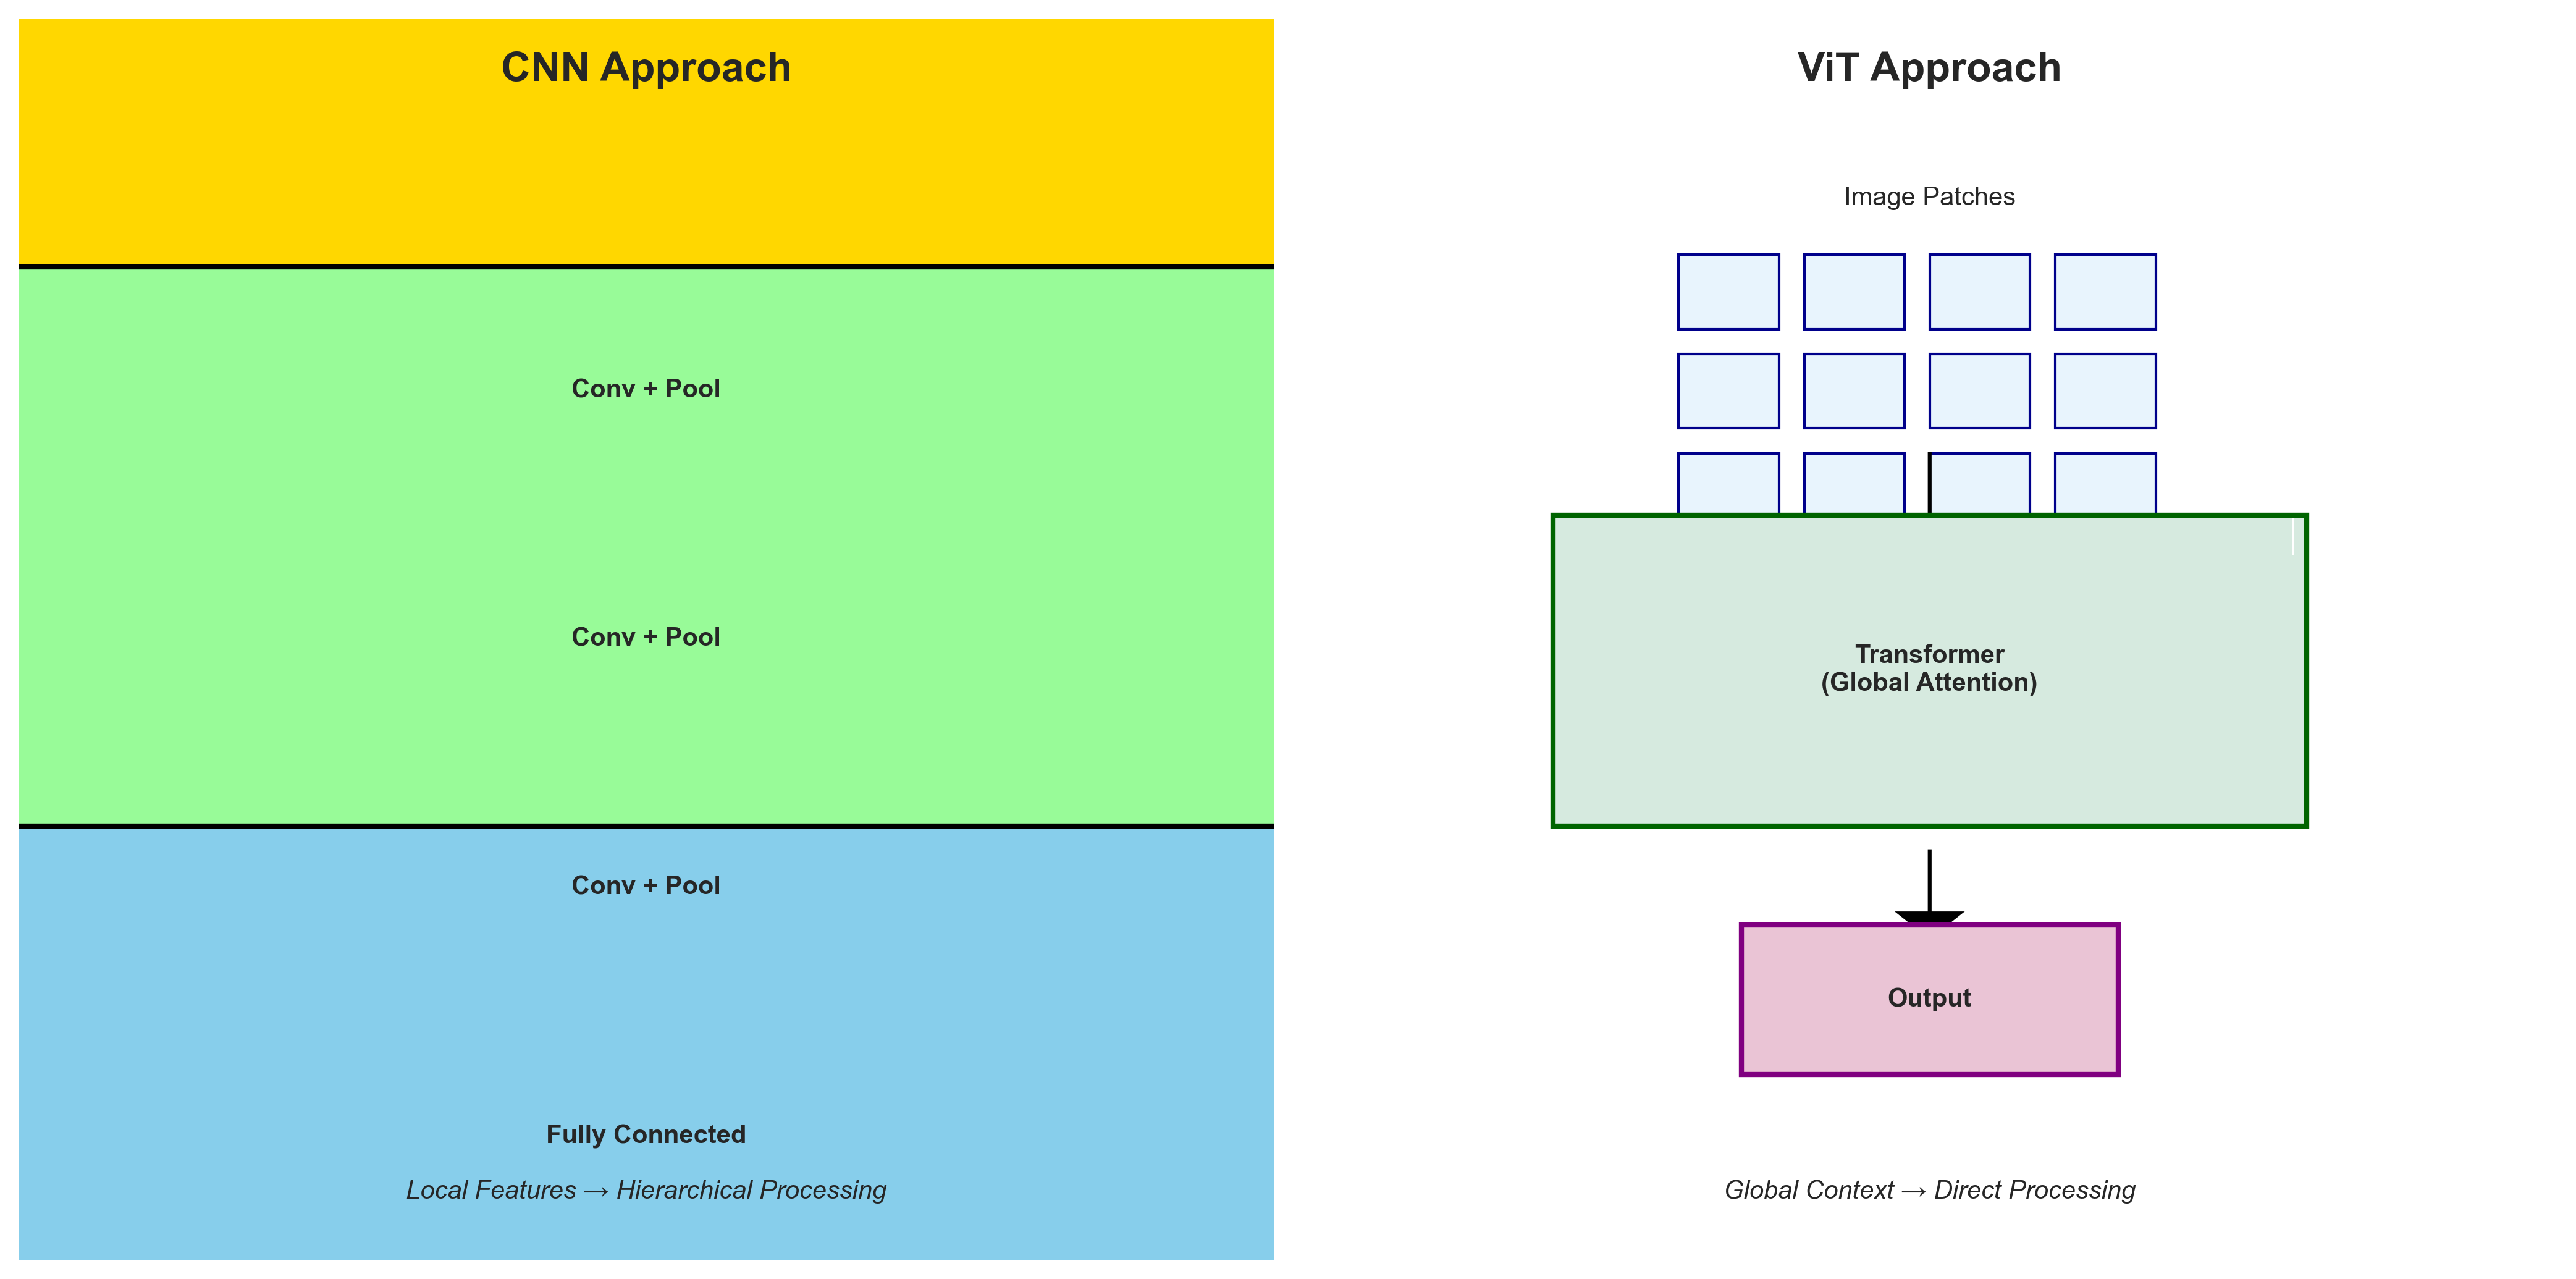 CNN Approach
Conv + Pool
Conv + Pool
Conv + Pool
Fully Connected
Local Features → Hierarchical Processing
ViT Approach
Image Patches
Transformer
(Global Attention)
Output
Global Context → Direct Processing